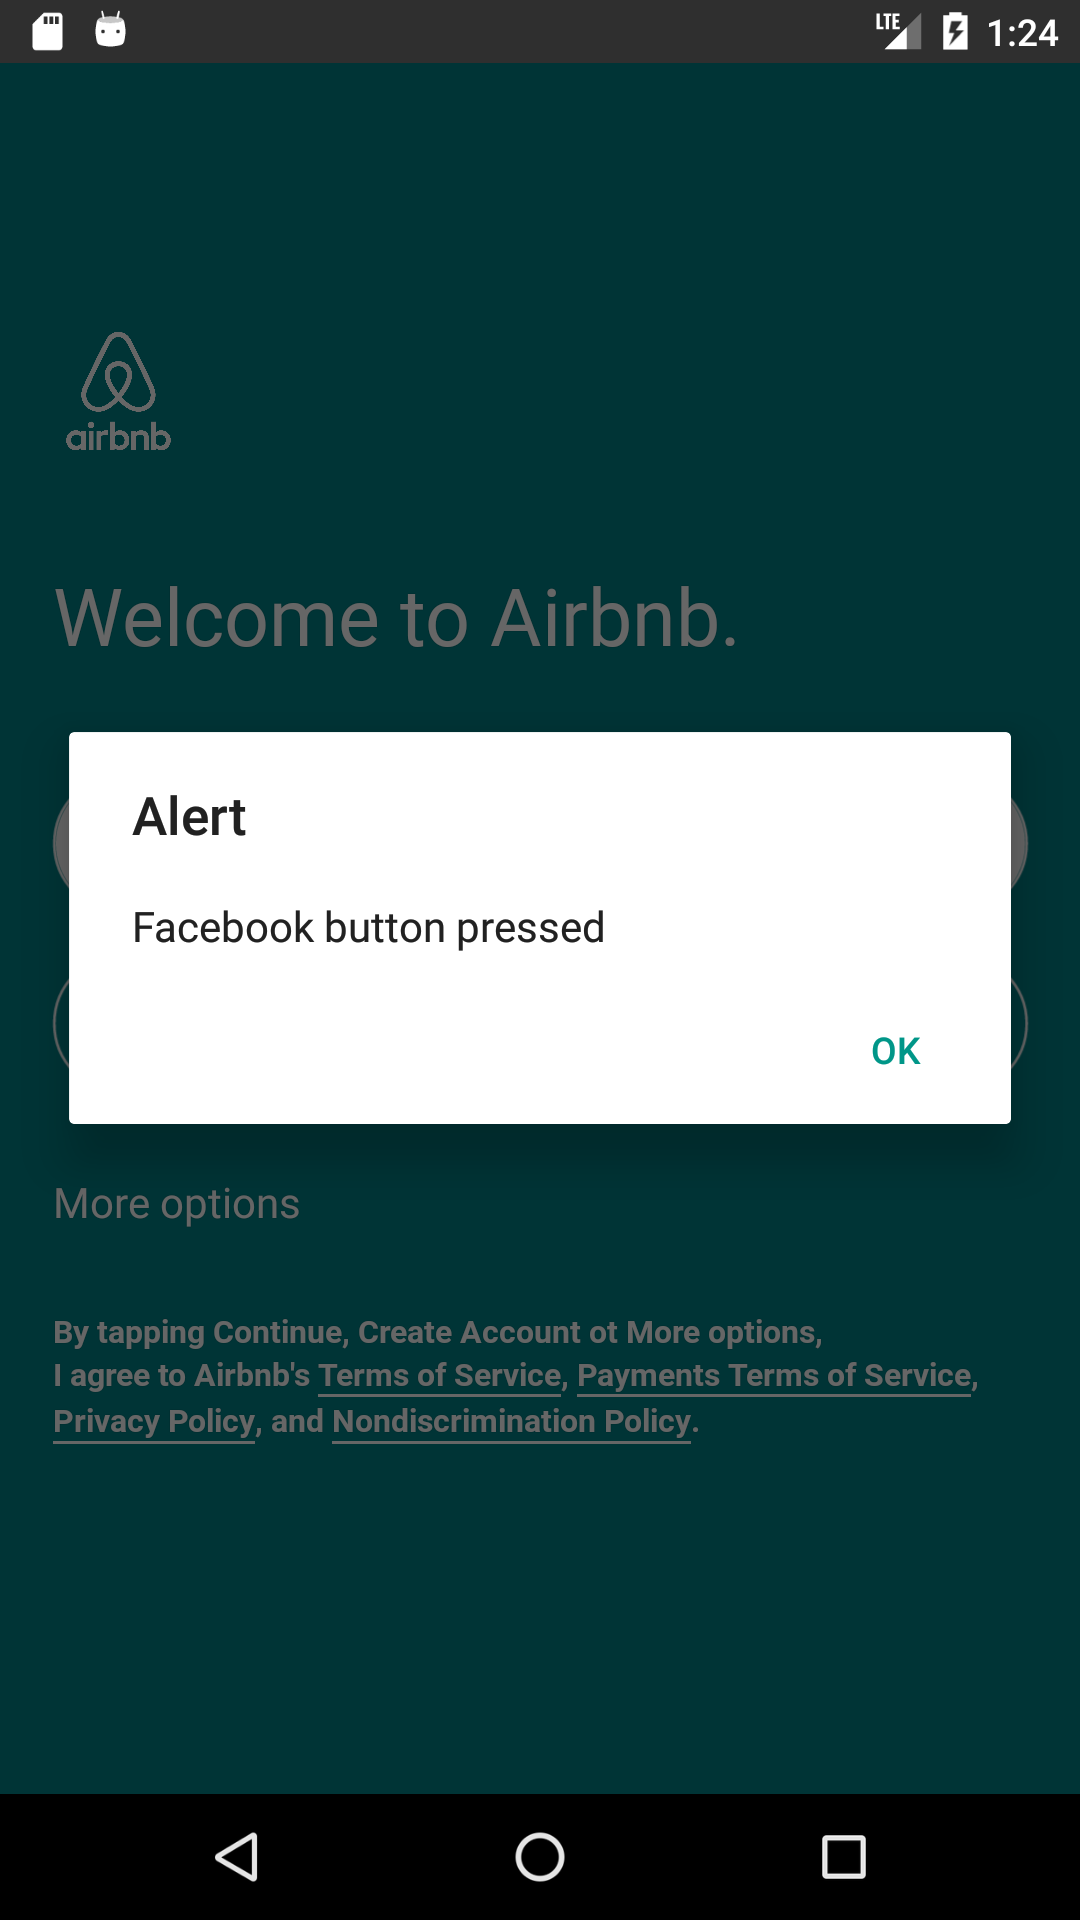 LTE 1:24
airbnb
Welcome to Airbnb.
Alert
Facebook button pressed
OK
More options
By tapping Continue, Create Account ot More options,
I agree to Airbnb's Terms of Service, Payments Terms of Service,
Privacy Policy, and Nondiscrimination Policy.